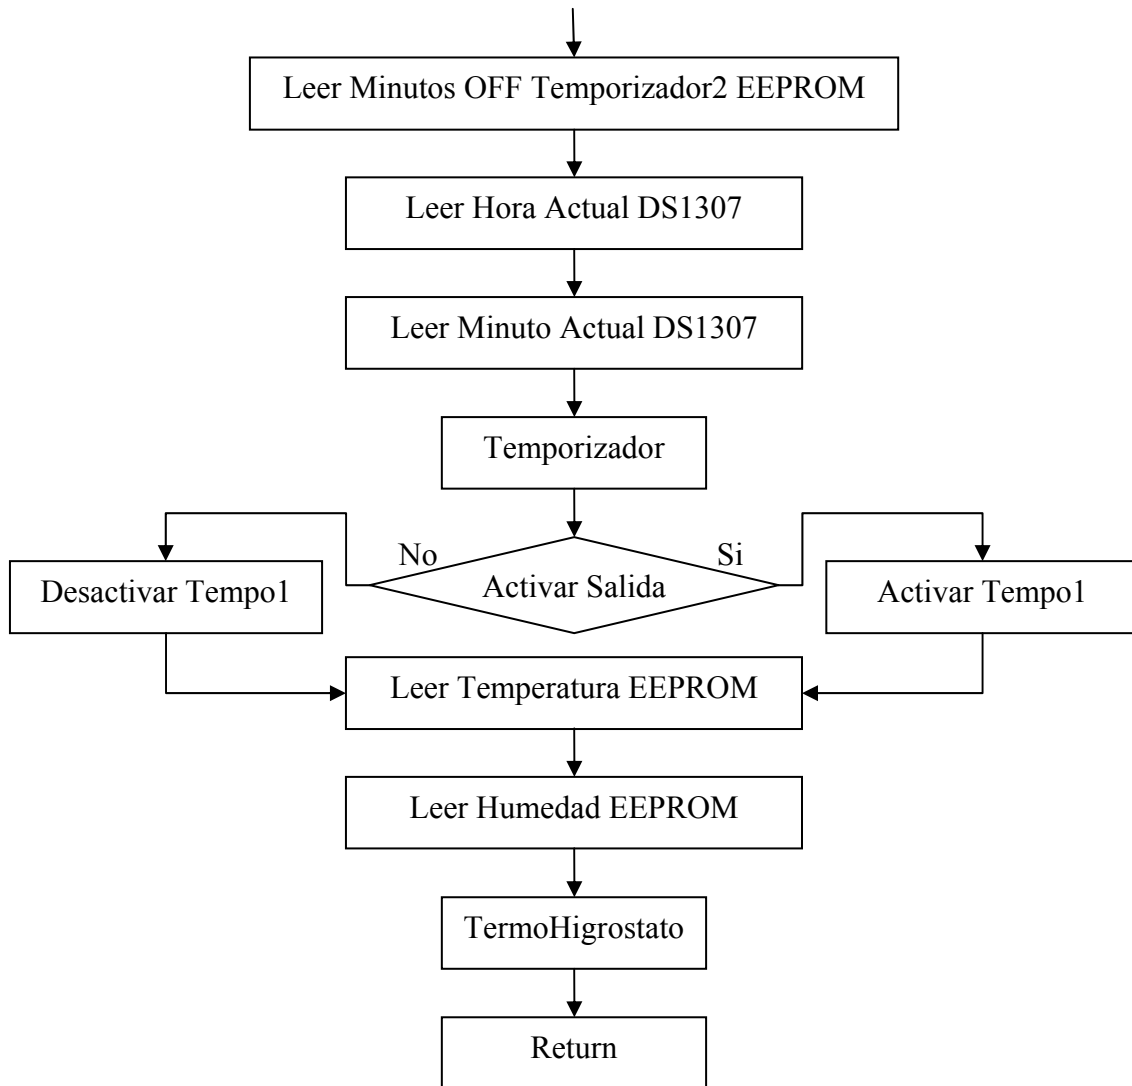 Leer Minutos OFF Temporizador2 EEPROM
Leer Hora Actual DS1307
Leer Minuto Actual DS1307
Temporizador
No
Si
Desactivar Tempo1
Activar Salida
Activar Tempo1
Leer Temperatura EEPROM
Leer Humedad EEPROM
TermoHigrostato
Return